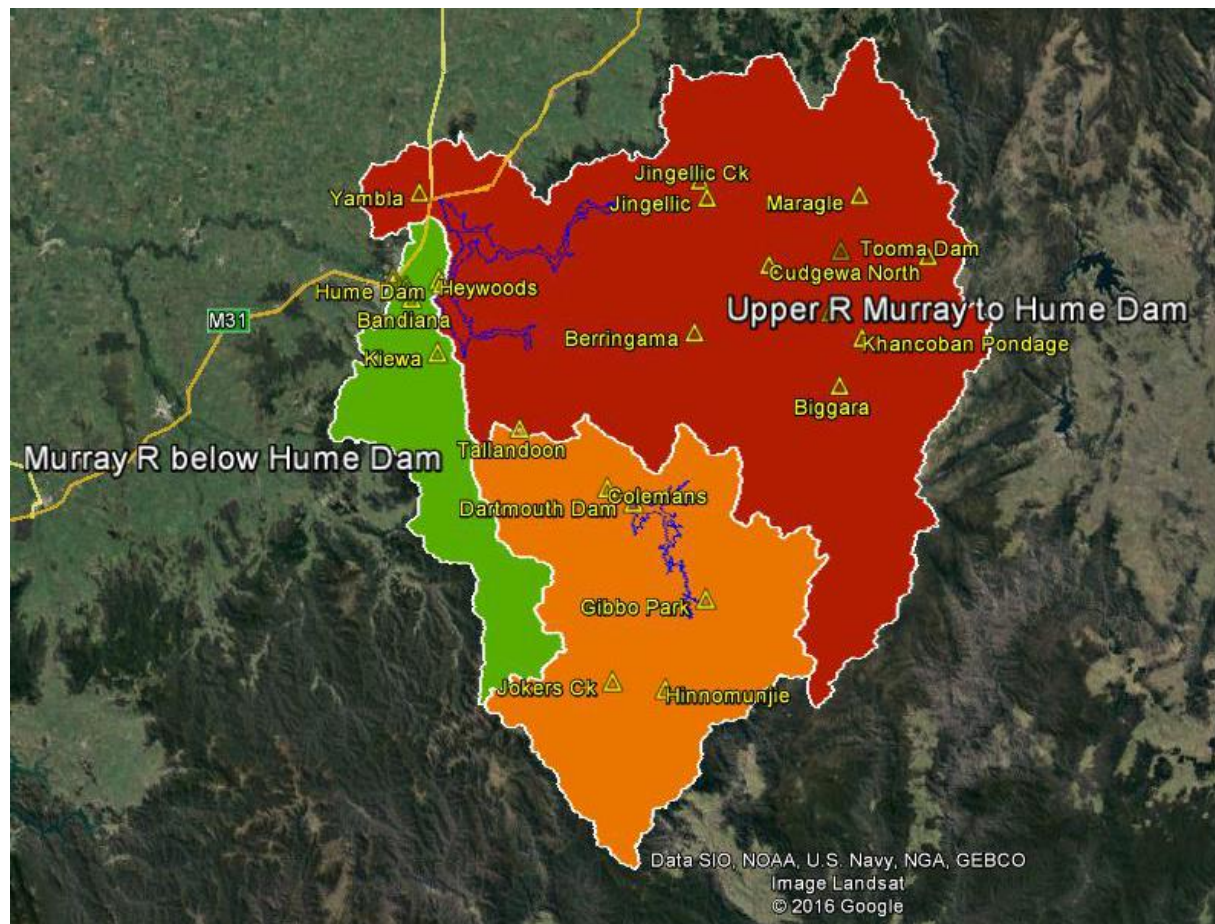 Jingellic Ck
Yambla
Jingellic
Maragle
Tooma Dam
Cudgewa North
Hume Dam
Heywoods
Upper R Murray to Hume Dam
M31
Bandiana
Berringama
Khancoban Pondage
Kiewa
Biggara
Tallandoon
Murray R below Hume Dam
Colemans
Dartmouth Dam
Gibbo Park
Jokers Ck
Hinnomunjie
Data SIO, NOAA, U.S. Navy, NGA, GEBCO
Image Landsat
© 2016 Google